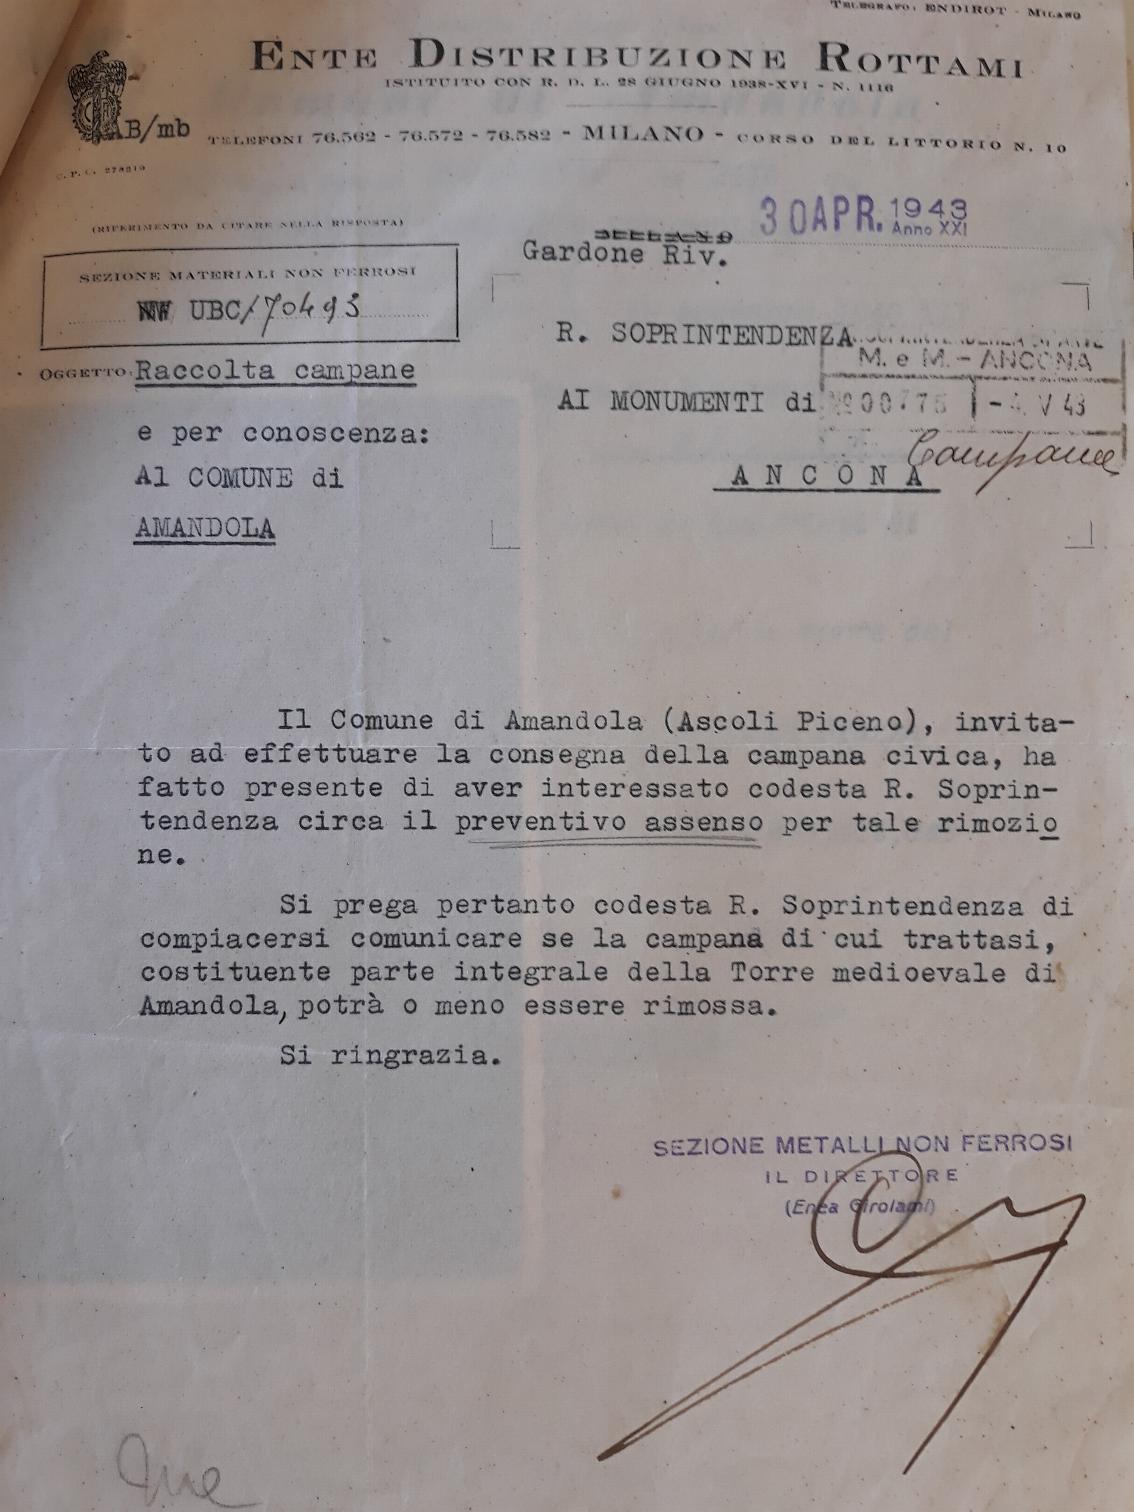 TELEGRAFO: ENDIROT - MILANO
ENTE DISTRIBUZIONE ROTTAMI
ISTITUITO CON R. D. L. 28 GIUGNO 1938-XVI - N. 1116
AB/mb
TELEFONI 76.562 - 76.572 - 76.582 - MILANO - CORSO DEL LITTORIO N. 10
C. P. C. 278219
(RIFERIMENTO DA CITARE NELLA RISPOSTA)
30 APR. 1943
Anno XXI
Gardone Riv.
SEZIONE MATERIALI NON FERROSI
UBC/70493
R. SOPRINTENDENZA
M. e M. - ANCONA
OGGETTO: Raccolta campane
AI MONUMENTI di
- 4 V 43
e per conoscenza:
Campane
Al COMUNE di
ANCONA
AMANDOLA
Il Comune di Amandola (Ascoli Piceno), invita-
to ad effettuare la consegna della campana civica, ha
fatto presente di aver interessato codesta R. Soprin-
tendenza circa il preventivo assenso per tale rimozio
ne.
Si prega pertanto codesta R. Soprintendenza di
compiacersi comunicare se la campana di cui trattasi,
costituente parte integrale della Torre medioevale di
Amandola, potrà o meno essere rimossa.
Si ringrazia.
SEZIONE METALLI NON FERROSI
IL DIRETTORE
(Enea Girolami)